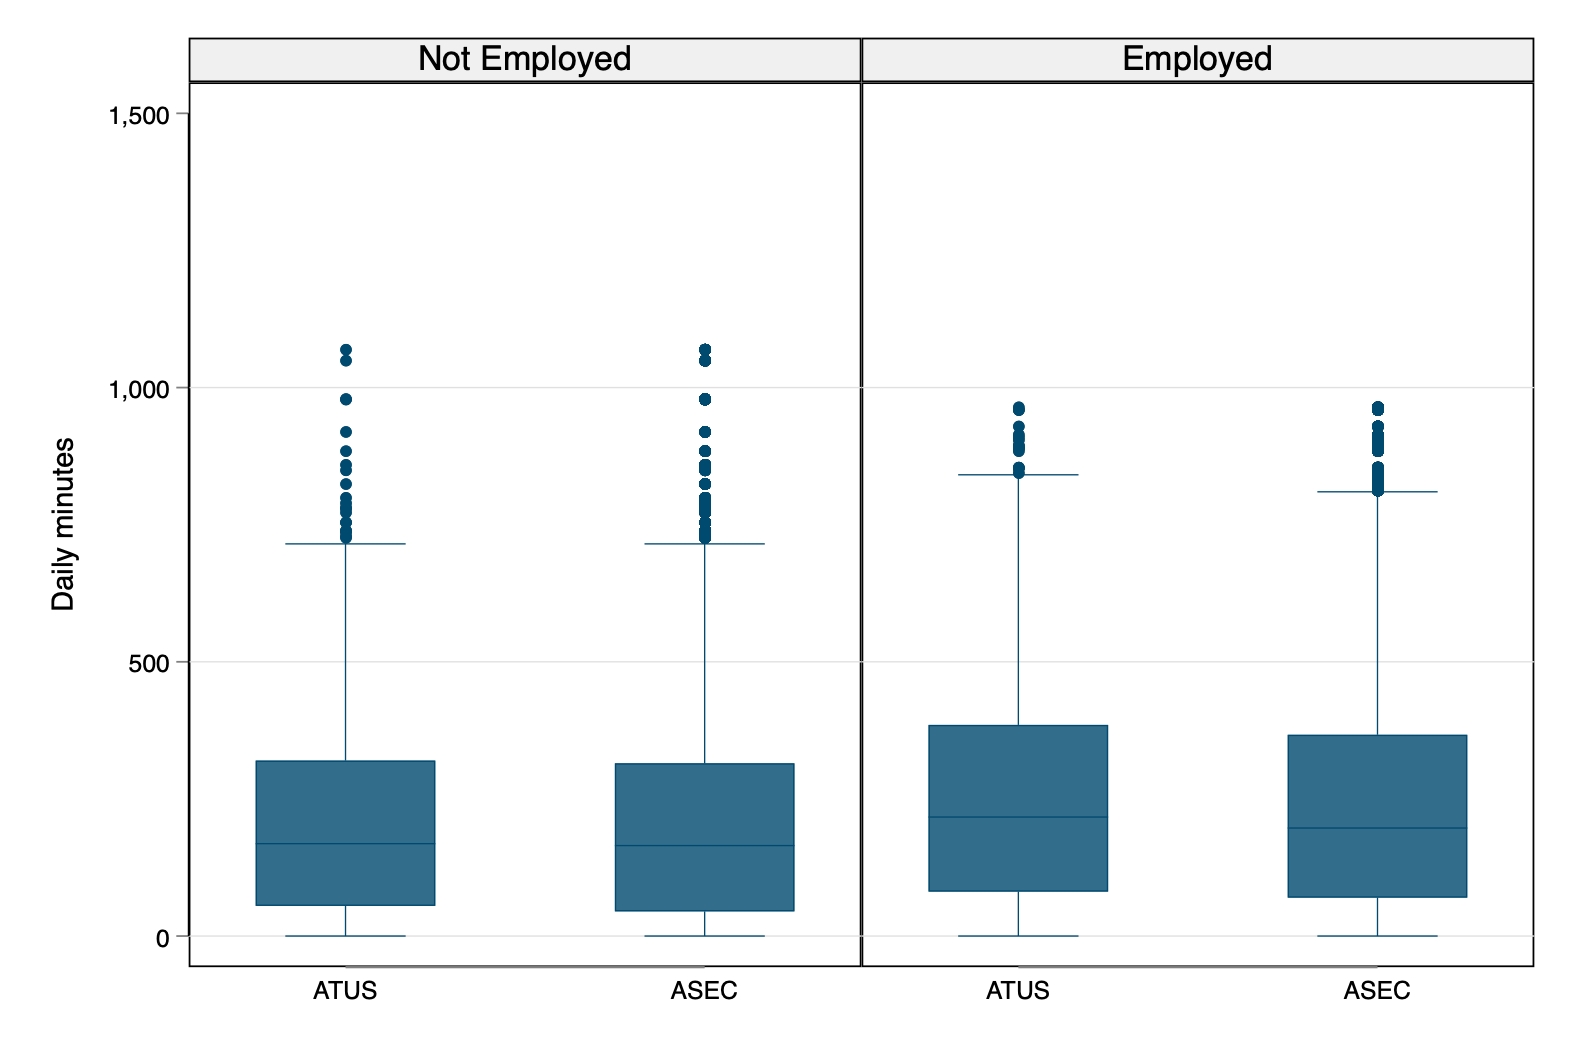 Not Employed
Employed
1,500
1,000
500
0
Daily minutes
ATUS
ASEC
ATUS
ASEC